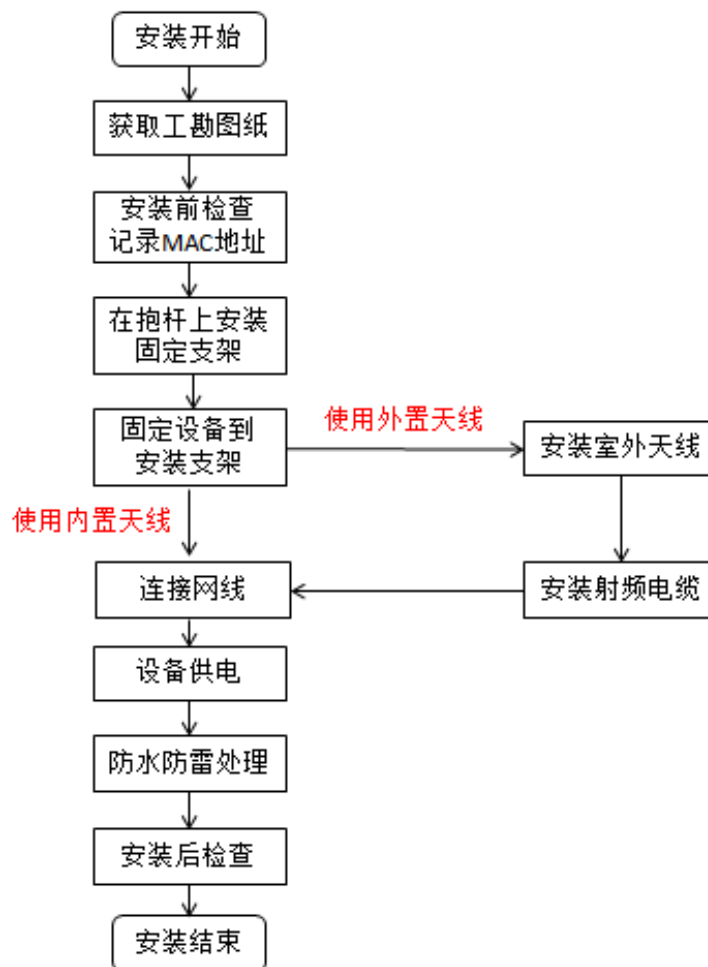 安装开始
获取工勘图纸
安装前检查
记录MAC地址
在抱杆上安装
固定支架
固定设备到
安装支架
使用外置天线
安装室外天线
使用内置天线
连接网线
安装射频电缆
设备供电
防水防雷处理
安装后检查
安装结束